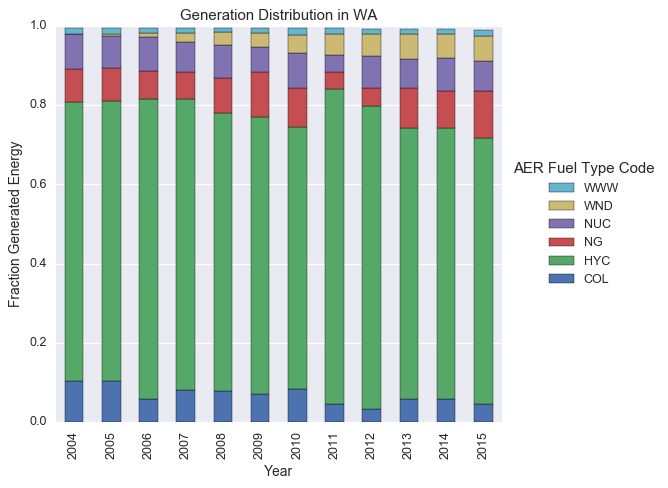 Generation Distribution in WA
1.0
0.8
0.6
0.4
0.2
0.0
Fraction Generated Energy
2004
2005
2006
2007
2008
2009
2010
2011
2012
2013
2014
2015
Year
AER Fuel Type Code
WWW
WND
NUC
NG
HYC
COL